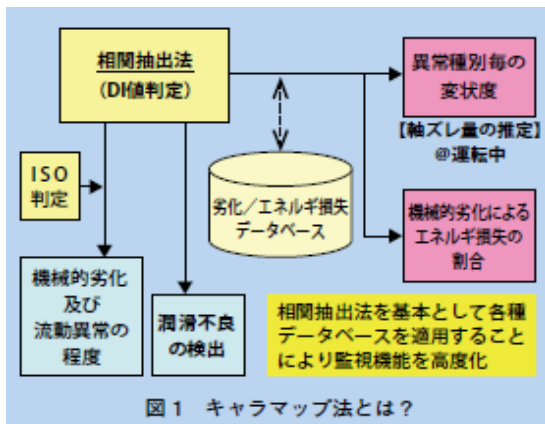 相関抽出法
(DI値判定)
異常種別毎の
変状度
【軸ズレ量の推定】
＠運転中
ISO
判定
劣化／エネルギ損失
データベース
機械的劣化による
エネルギ損失の
割合
機械的劣化
及び
流動異常の
程度
潤滑不良
の検出
相関抽出法を基本として各種
データベースを適用すること
により監視機能を高度化
図1 キャラマップ法とは？